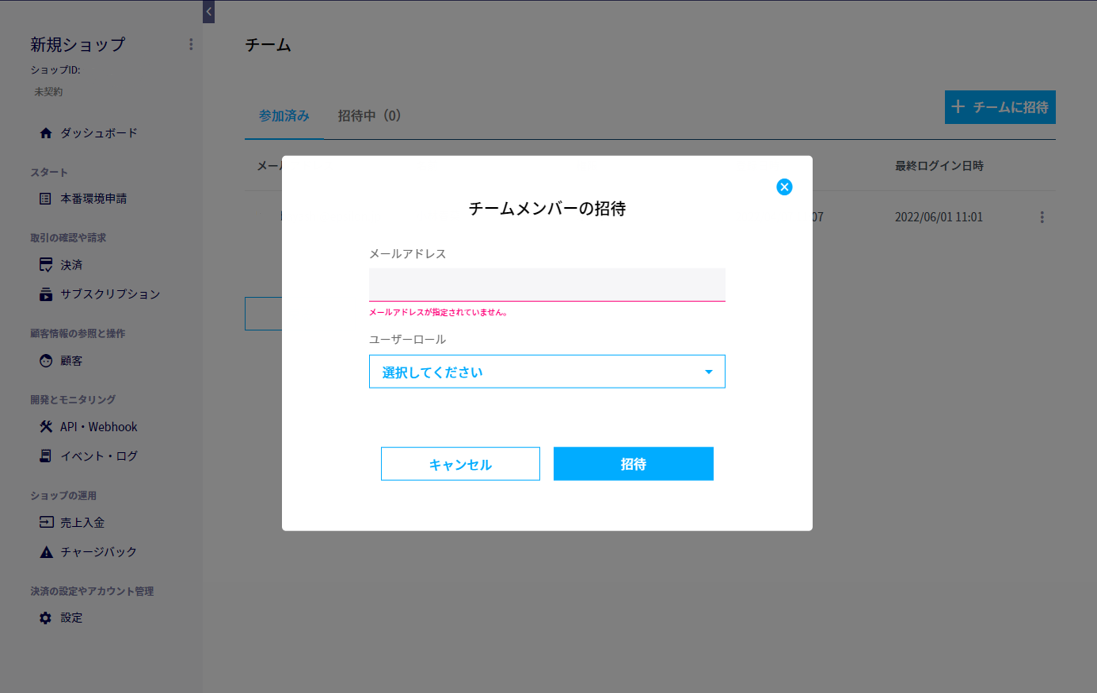 新規ショップ
ショップID:
未契約
ダッシュボード
スタート
本番環境申請
取引の確認や請求
決済
サブスクリプション
顧客情報の参照と操作
顧客
開発とモニタリング
API・Webhook
イベント・ログ
ショップの運用
売上入金
チャージバック
決済の設定やアカウント管理
設定
チーム
参加済み
招待中（0）
チームに招待
メー
最終ログイン日時
07
2022/06/01 11:01
チームメンバーの招待
メールアドレス
メールアドレスが指定されていません。
ユーザーロール
選択してください
キャンセル
招待